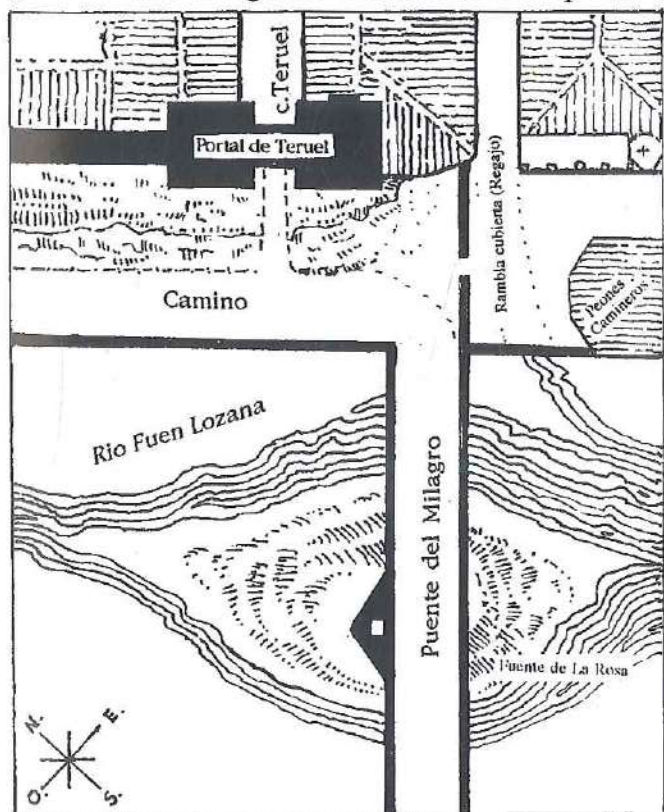 c.Teruel
Portal de Teruel
Rambla cubierta (Regajo)
Peones
Camineros
Camino
Rio Fuen Lozana
Puente del Milagro
Fuente de La Rosa
N.
E.
O.
S.